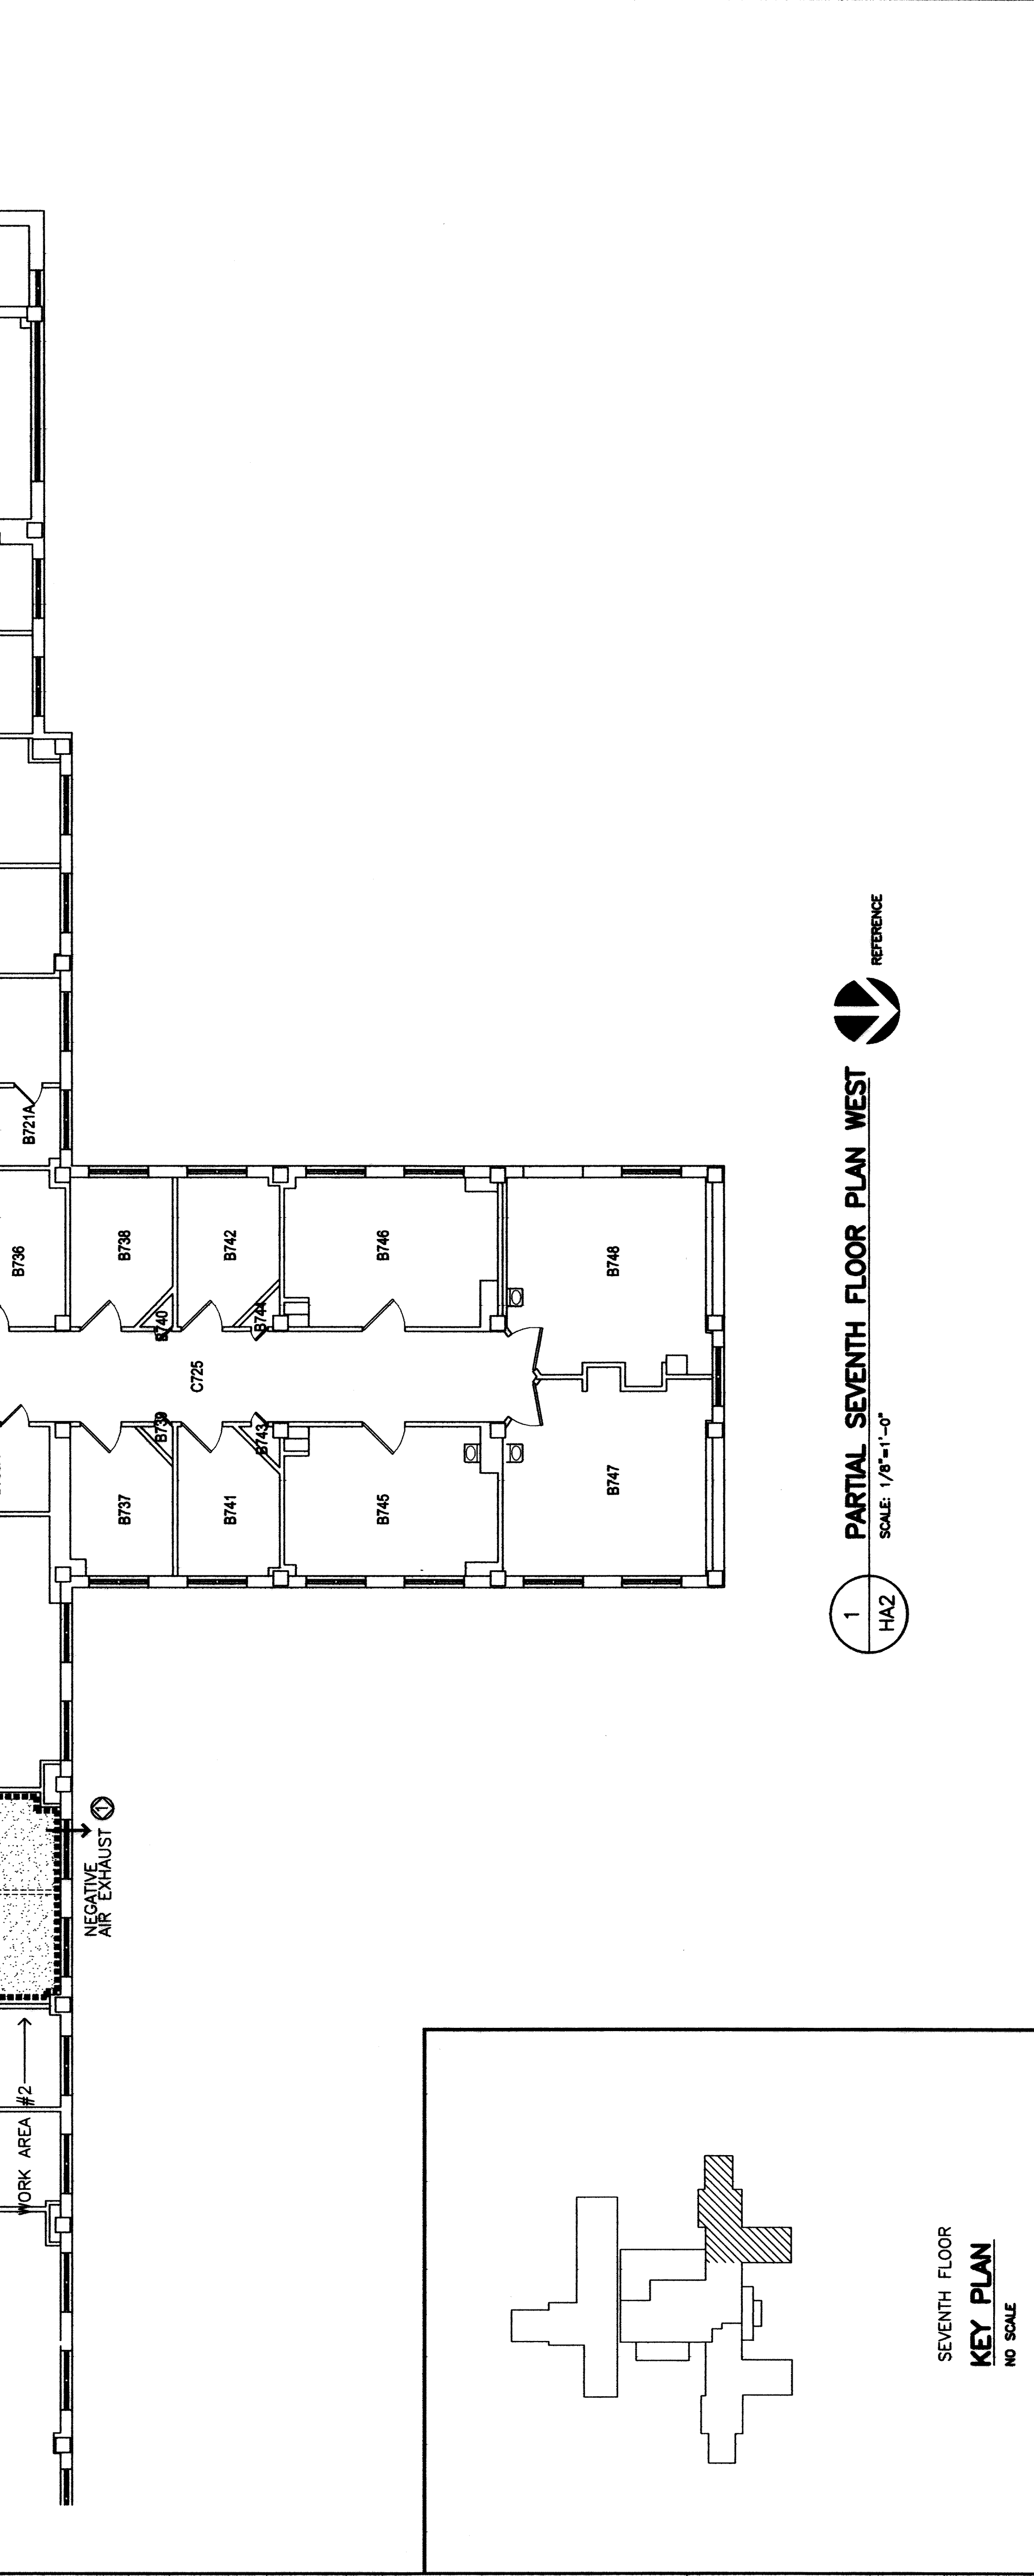 B721A
B736
B738
B742
B746
B748
B740
B744
C725
B739
B743
B737
B741
B745
B747
NEGATIVE
AIR EXHAUST 1
WORK AREA #2
1
HA2
PARTIAL SEVENTH FLOOR PLAN WEST
SCALE: 1/8"=1'-0"
REFERENCE
SEVENTH FLOOR
KEY PLAN
NO SCALE